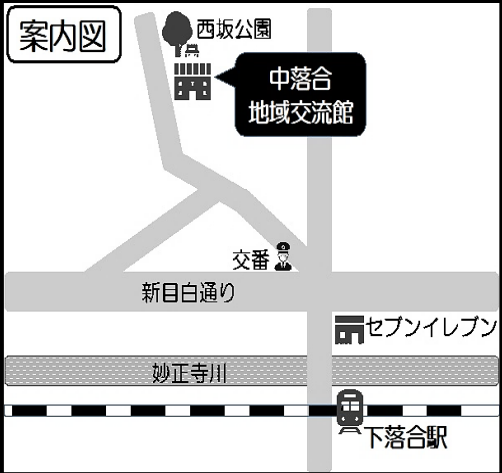 案内図
西坂公園
中落合
地域交流館
交番
新目白通り
セブンイレブン
妙正寺川
下落合駅